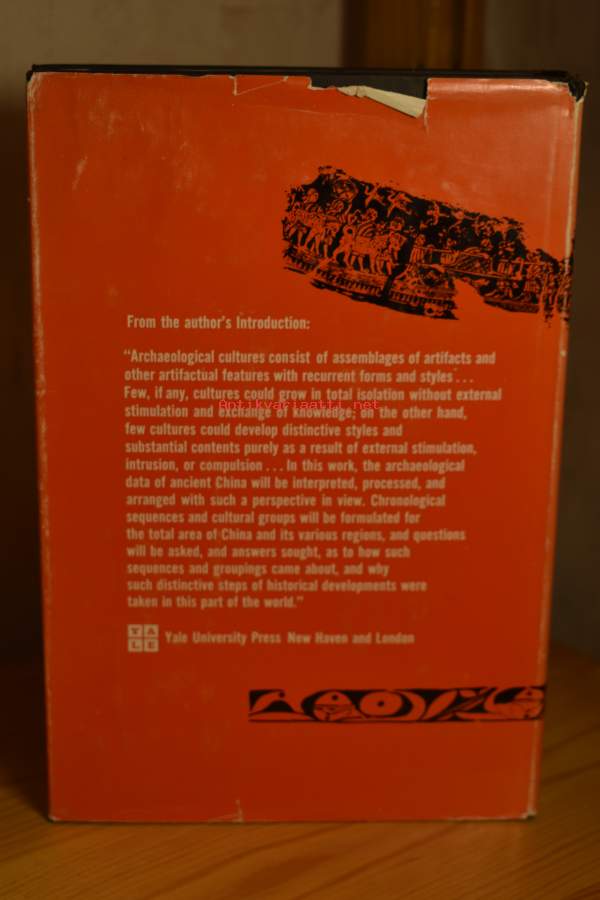 From the author's Introduction:
"Archaeological cultures consist of assemblages of artifacts and
other artifactual features with recurrent forms and styles . . .
Few, if any, cultures could grow in total isolation without external
Antikvariaatti.net
stimulation and exchange of knowledge; on the other hand,
few cultures could develop distinctive styles and
substantial contents purely as a result of external stimulation,
intrusion, or compulsion . . . In this work, the archaeological
data of ancient China will be interpreted, processed, and
arranged with such a perspective in view. Chronological
sequences and cultural groups will be formulated for
the total area of China and its various regions, and questions
will be asked, and answers sought, as to how such
sequences and groupings came about, and why
such distinctive steps of historical developments were
taken in this part of the world."
YALE Yale University Press New Haven and London